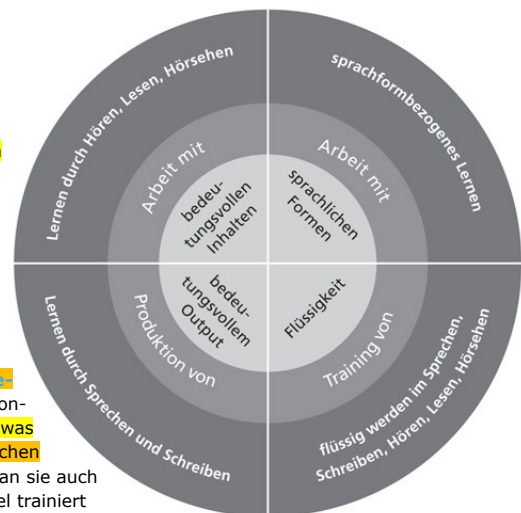 Lernen durch Hören, Lesen, Hörsehen
Arbeit mit
bedeu-
tungsvollen
Inhalten
sprachformbezogenes Lernen
Arbeit mit
sprachlichen
Formen
Lernen durch Sprechen und Schreiben
Produktion von
bedeu-
tungsvollem
Output
flüssig werden im Sprechen,
Schreiben, Hören, Lesen, Hörsehen
Training von
Flüssigkeit
on-
was
chen
an sie auch
el trainiert